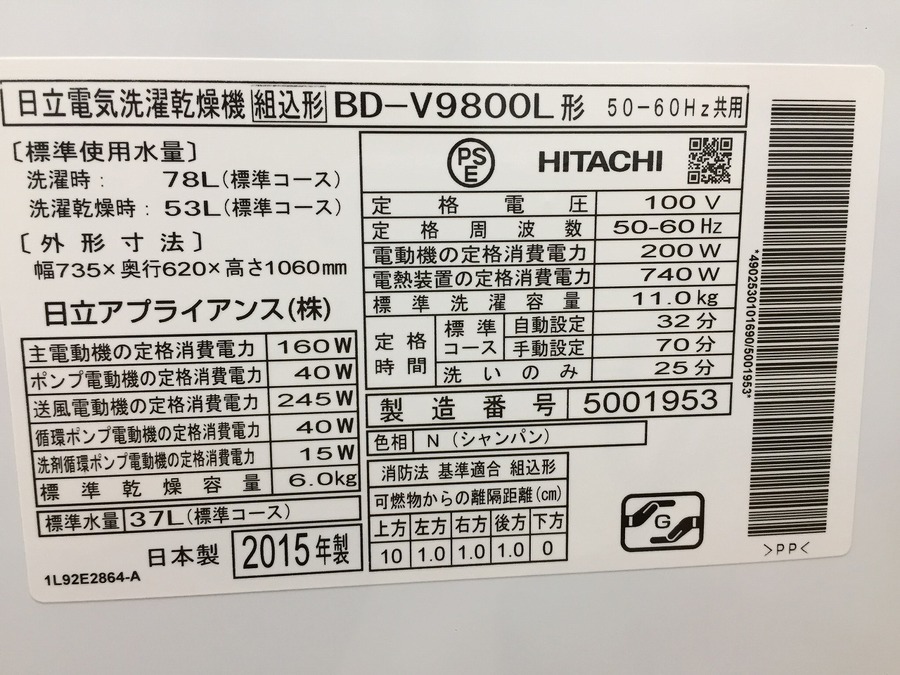 日立電気洗濯乾燥機 組込形 BD-V9800L形 50-60Hz共用
〔標準使用水量〕
洗濯時： 78L(標準コース)
洗濯乾燥時：53L(標準コース)
〔外形寸法〕
幅735×奥行620×高さ1060mm
日立アプライアンス(株)
主電動機の定格消費電力 160W
ポンプ電動機の定格消費電力 40W
送風電動機の定格消費電力 245W
循環ポンプ電動機の定格消費電力 40W
洗剤循環ポンプ電動機の定格消費電力 15W
標準乾燥容量 6.0kg
標準水量 37L(標準コース)
日本製 2015年製
1L92E2864-A
PSE HITACHI
定格電圧 100V
定格周波数 50-60Hz
電動機の定格消費電力 200W
電熱装置の定格消費電力 740W
標準洗濯容量 11.0kg
定格時間 標準コース 自動設定 32分
手動設定 70分
洗いのみ 25分
製造番号 5001953
色相 N（シャンパン）
消防法 基準適合 組込形
可燃物からの離隔距離(cm)
上方 左方 右方 後方 下方
10 1.0 1.0 1.0 0
G
*4902530101690/5001953*
>PP<